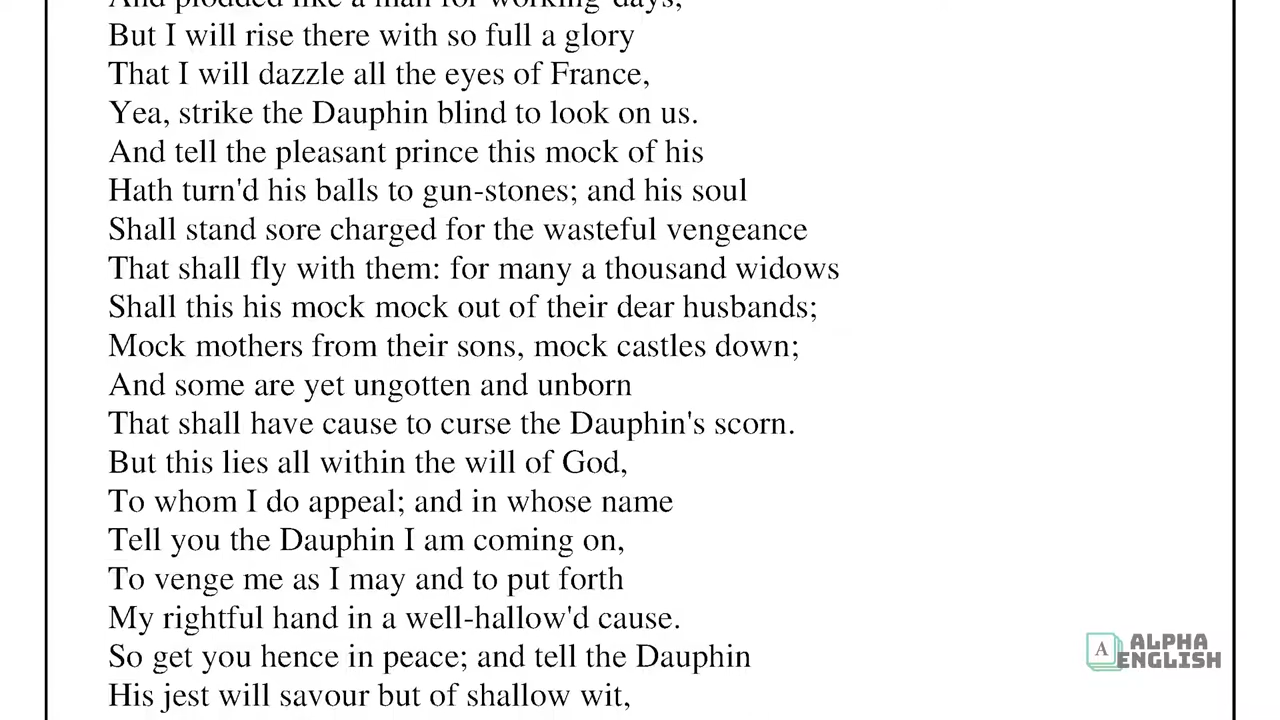 And plodded like a man for working-days;
But I will rise there with so full a glory
That I will dazzle all the eyes of France,
Yea, strike the Dauphin blind to look on us.
And tell the pleasant prince this mock of his
Hath turn'd his balls to gun-stones; and his soul
Shall stand sore charged for the wasteful vengeance
That shall fly with them: for many a thousand widows
Shall this his mock mock out of their dear husbands;
Mock mothers from their sons, mock castles down;
And some are yet ungotten and unborn
That shall have cause to curse the Dauphin's scorn.
But this lies all within the will of God,
To whom I do appeal; and in whose name
Tell you the Dauphin I am coming on,
To venge me as I may and to put forth
My rightful hand in a well-hallow'd cause.
So get you hence in peace; and tell the Dauphin
His jest will savour but of shallow wit,
A ALPHA
ENGLISH